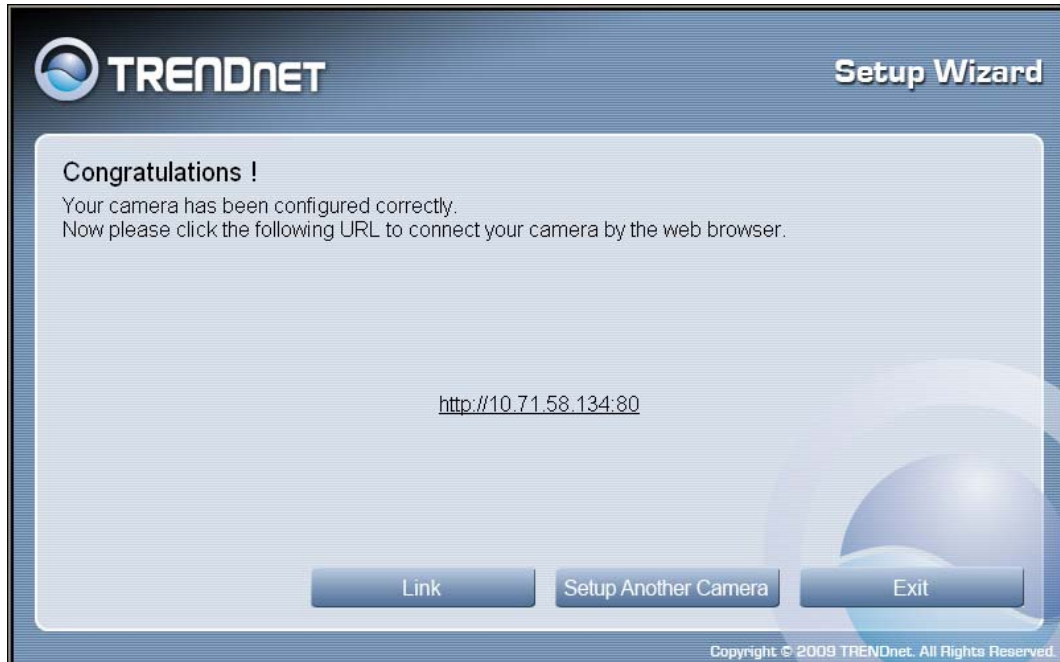 TRENDNET
Setup Wizard
Congratulations !
Your camera has been configured correctly.
Now please click the following URL to connect your camera by the web browser.
http://10.71.58.134:80
Link
Setup Another Camera
Exit
Copyright © 2009 TRENDnet. All Rights Reserved.